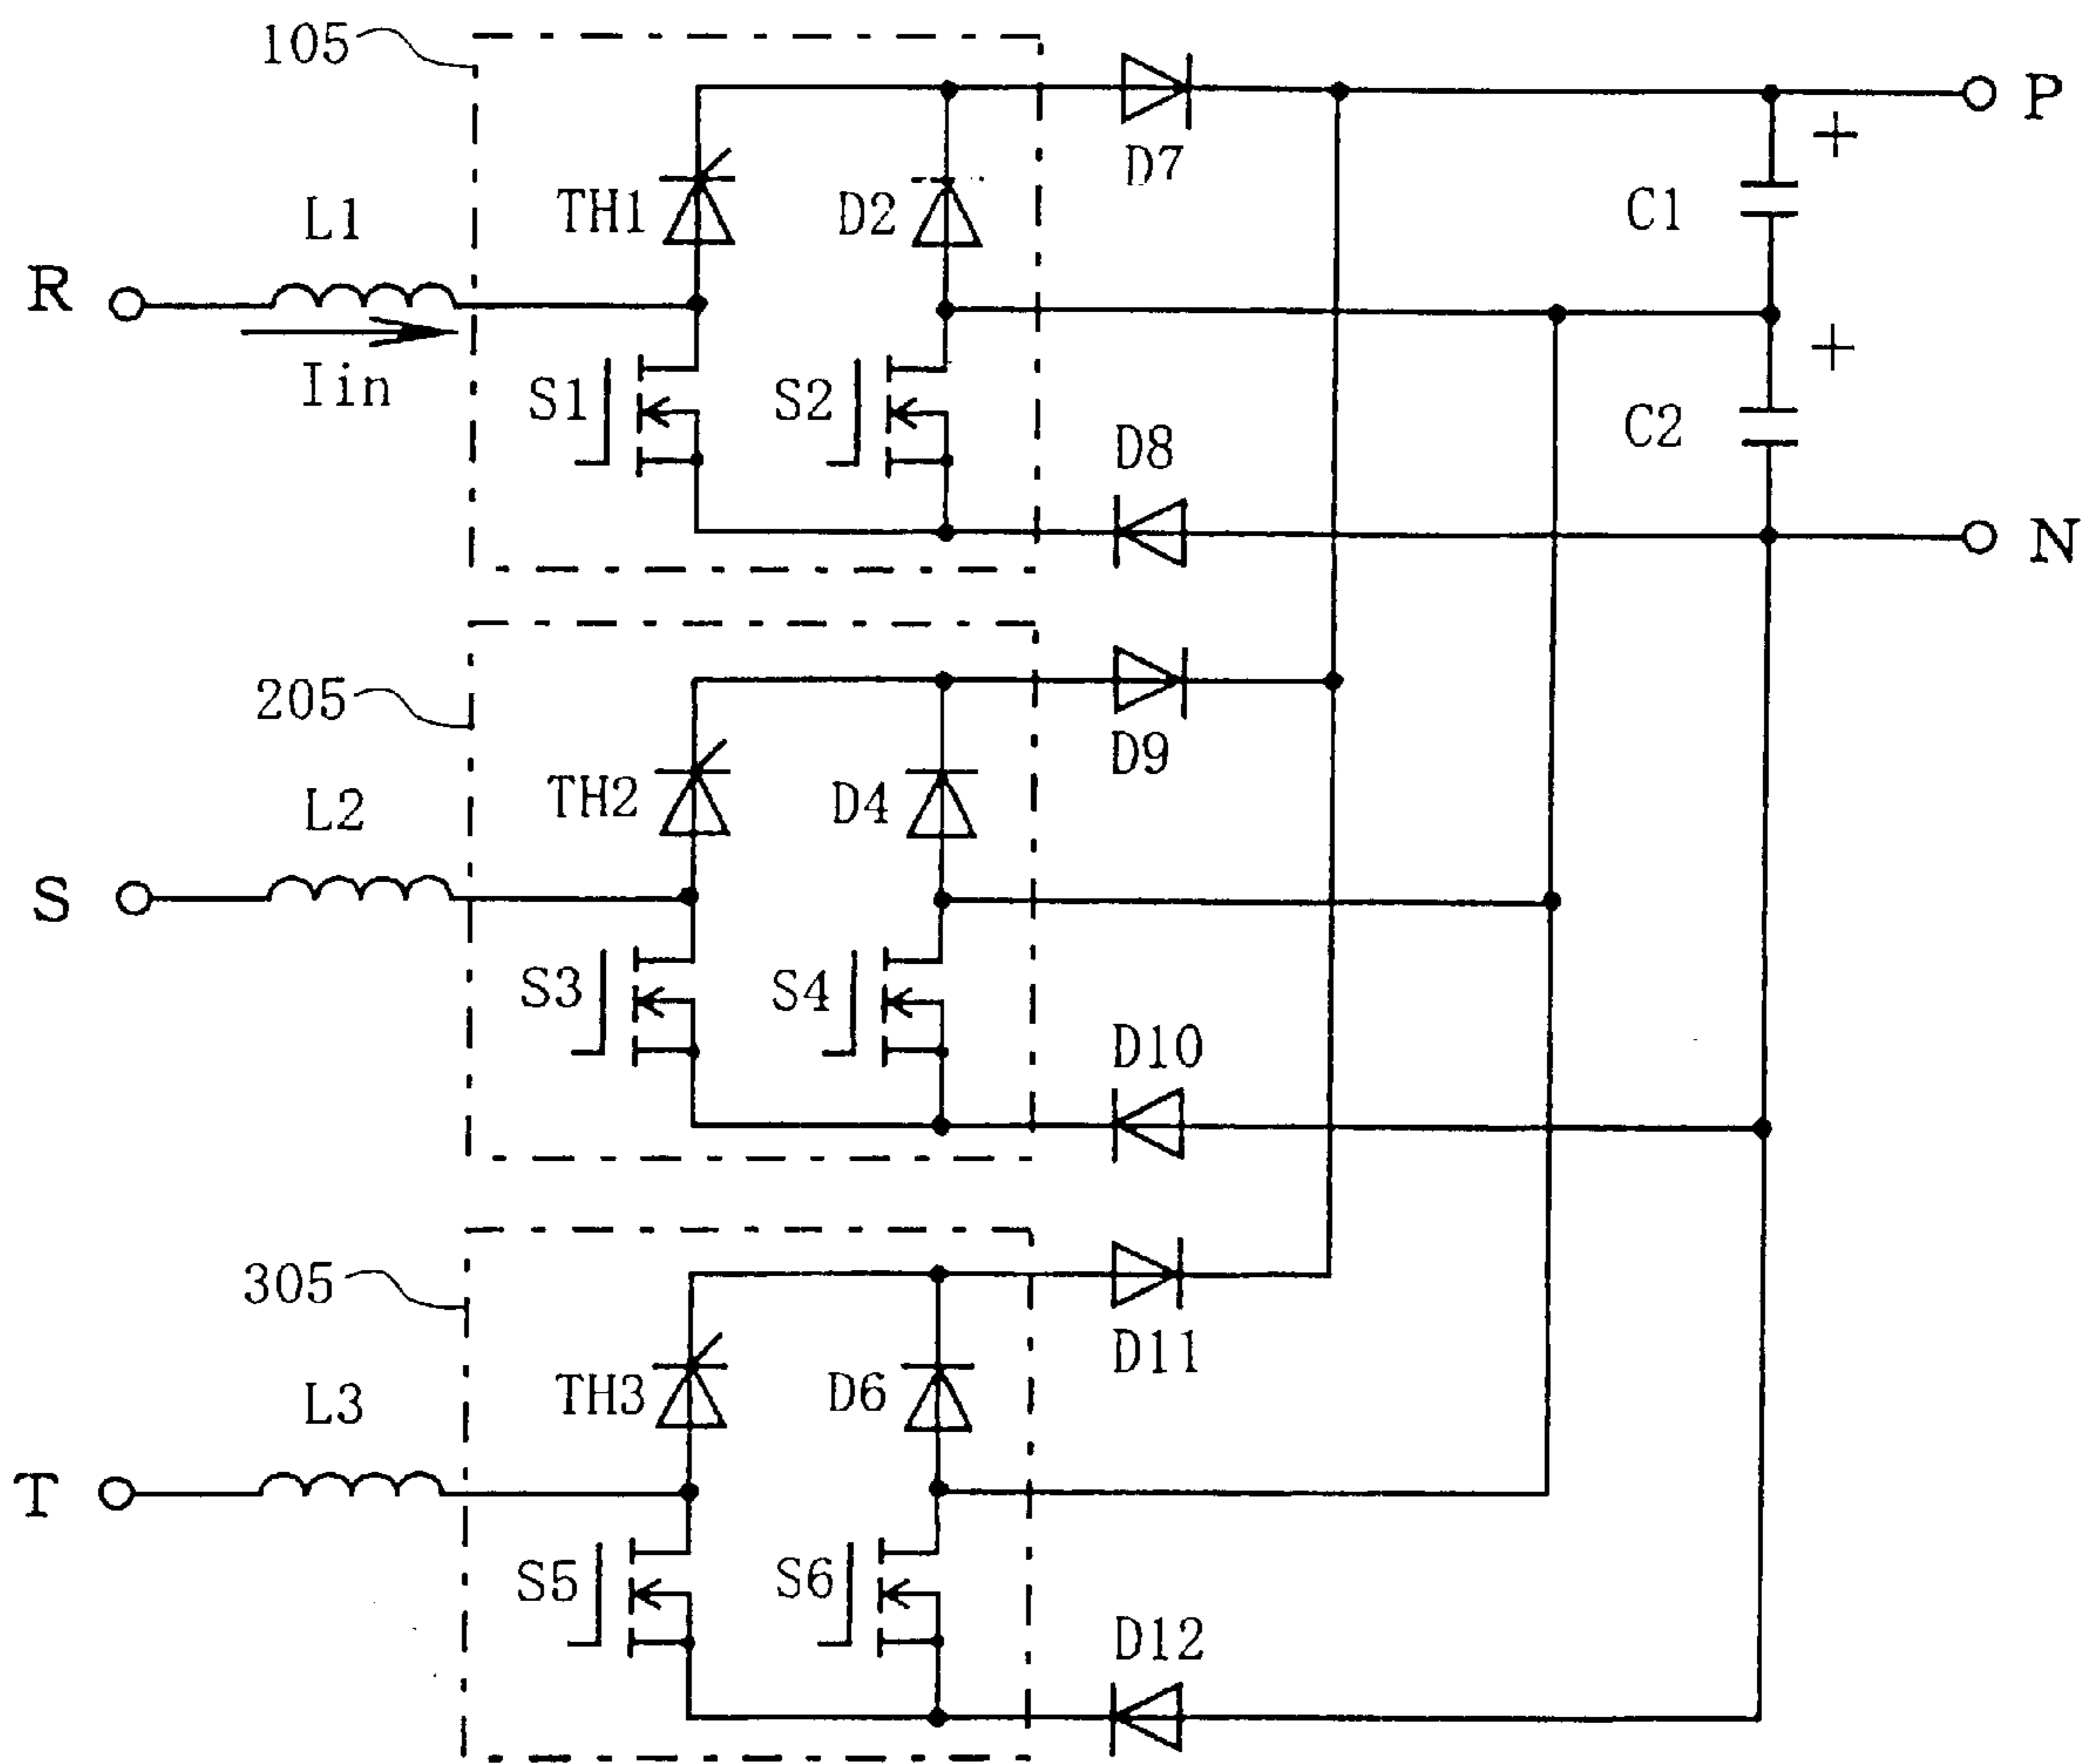 105
P
D7
TH1
D2
+
C1
L1
R
Iin
S1
S2
+
C2
D8
N
205
D9
TH2
D4
L2
S
S3
S4
D10
305
D11
TH3
D6
L3
T
S5
S6
D12